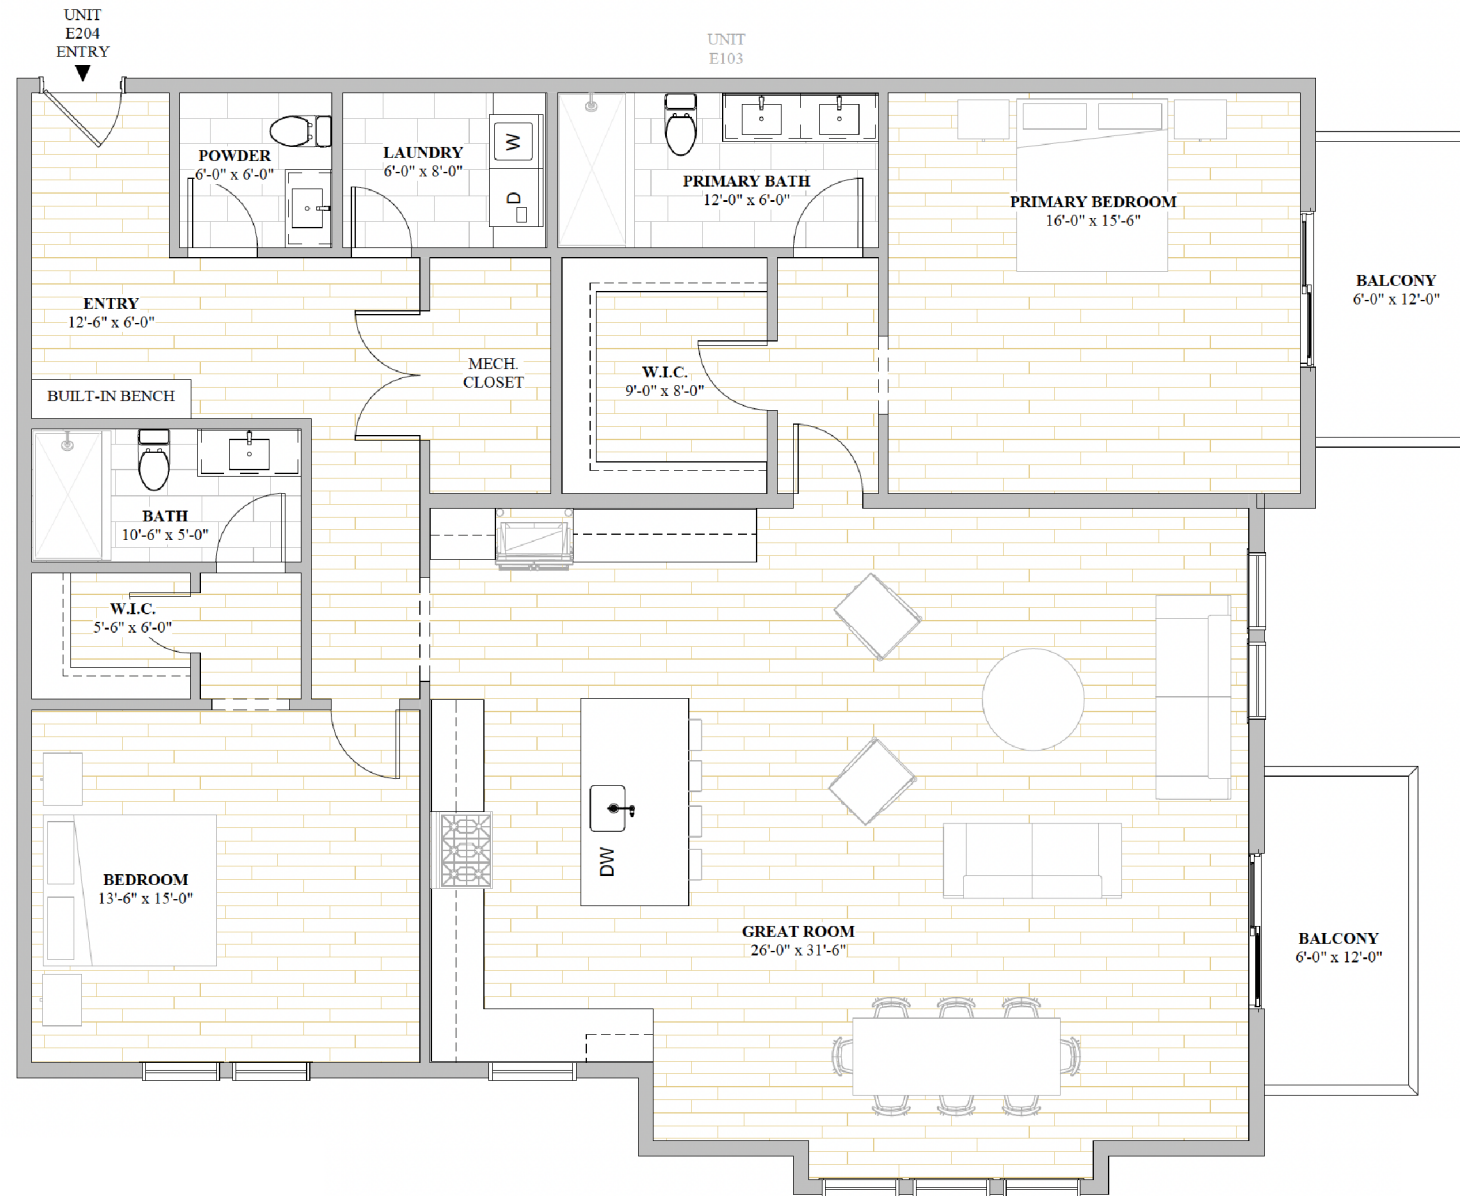 UNIT
E204
ENTRY
UNIT
E103
POWDER
6'-0" x 6'-0"
LAUNDRY
6'-0" x 8'-0"
W
D
PRIMARY BATH
12'-0" x 6'-0"
PRIMARY BEDROOM
16'-0" x 15'-6"
BALCONY
6'-0" x 12'-0"
ENTRY
12'-6" x 6'-0"
MECH.
CLOSET
W.I.C.
9'-0" x 8'-0"
BUILT-IN BENCH
BATH
10'-6" x 5'-0"
W.I.C.
5'-6" x 6'-0"
DW
BEDROOM
13'-6" x 15'-0"
GREAT ROOM
26'-0" x 31'-6"
BALCONY
6'-0" x 12'-0"